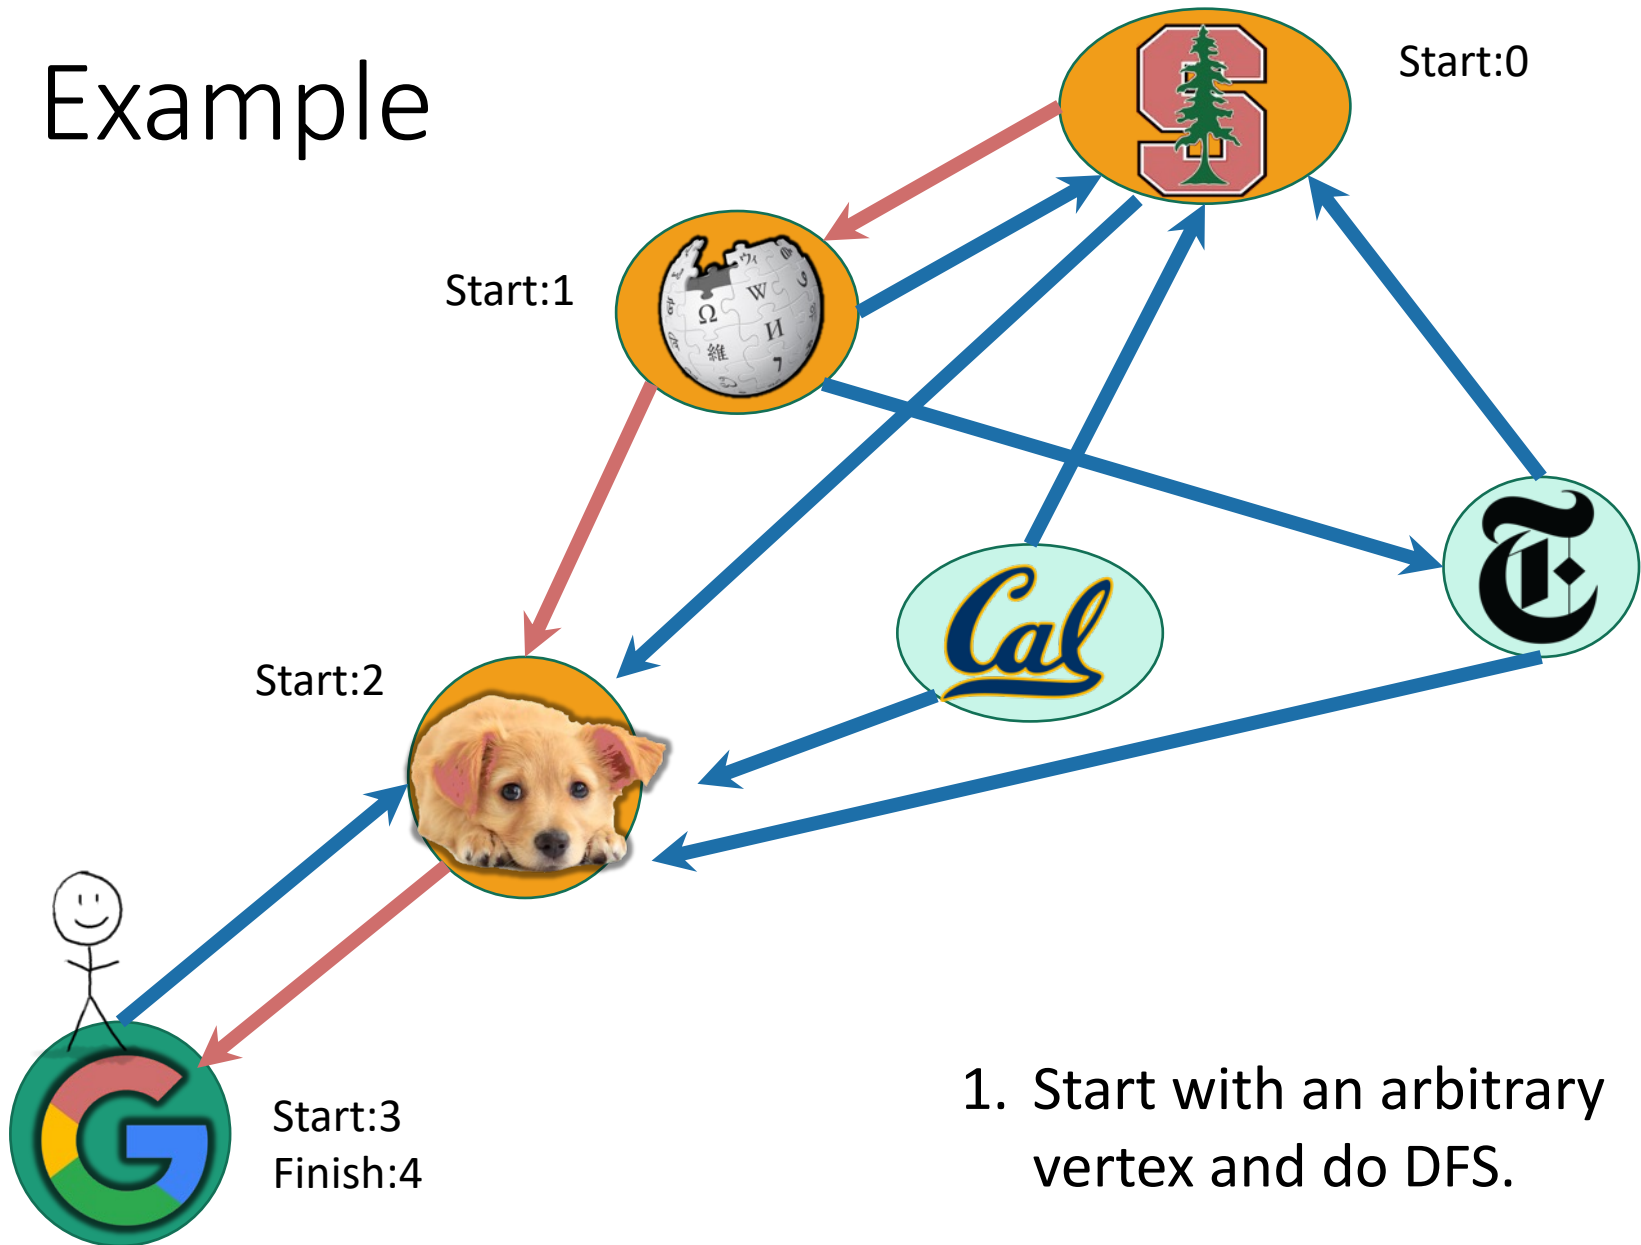 Example
Start:0
Start:1
Ω
W
И
維
Start:2
Cal
Start:3
Finish:4
1. Start with an arbitrary
vertex and do DFS.